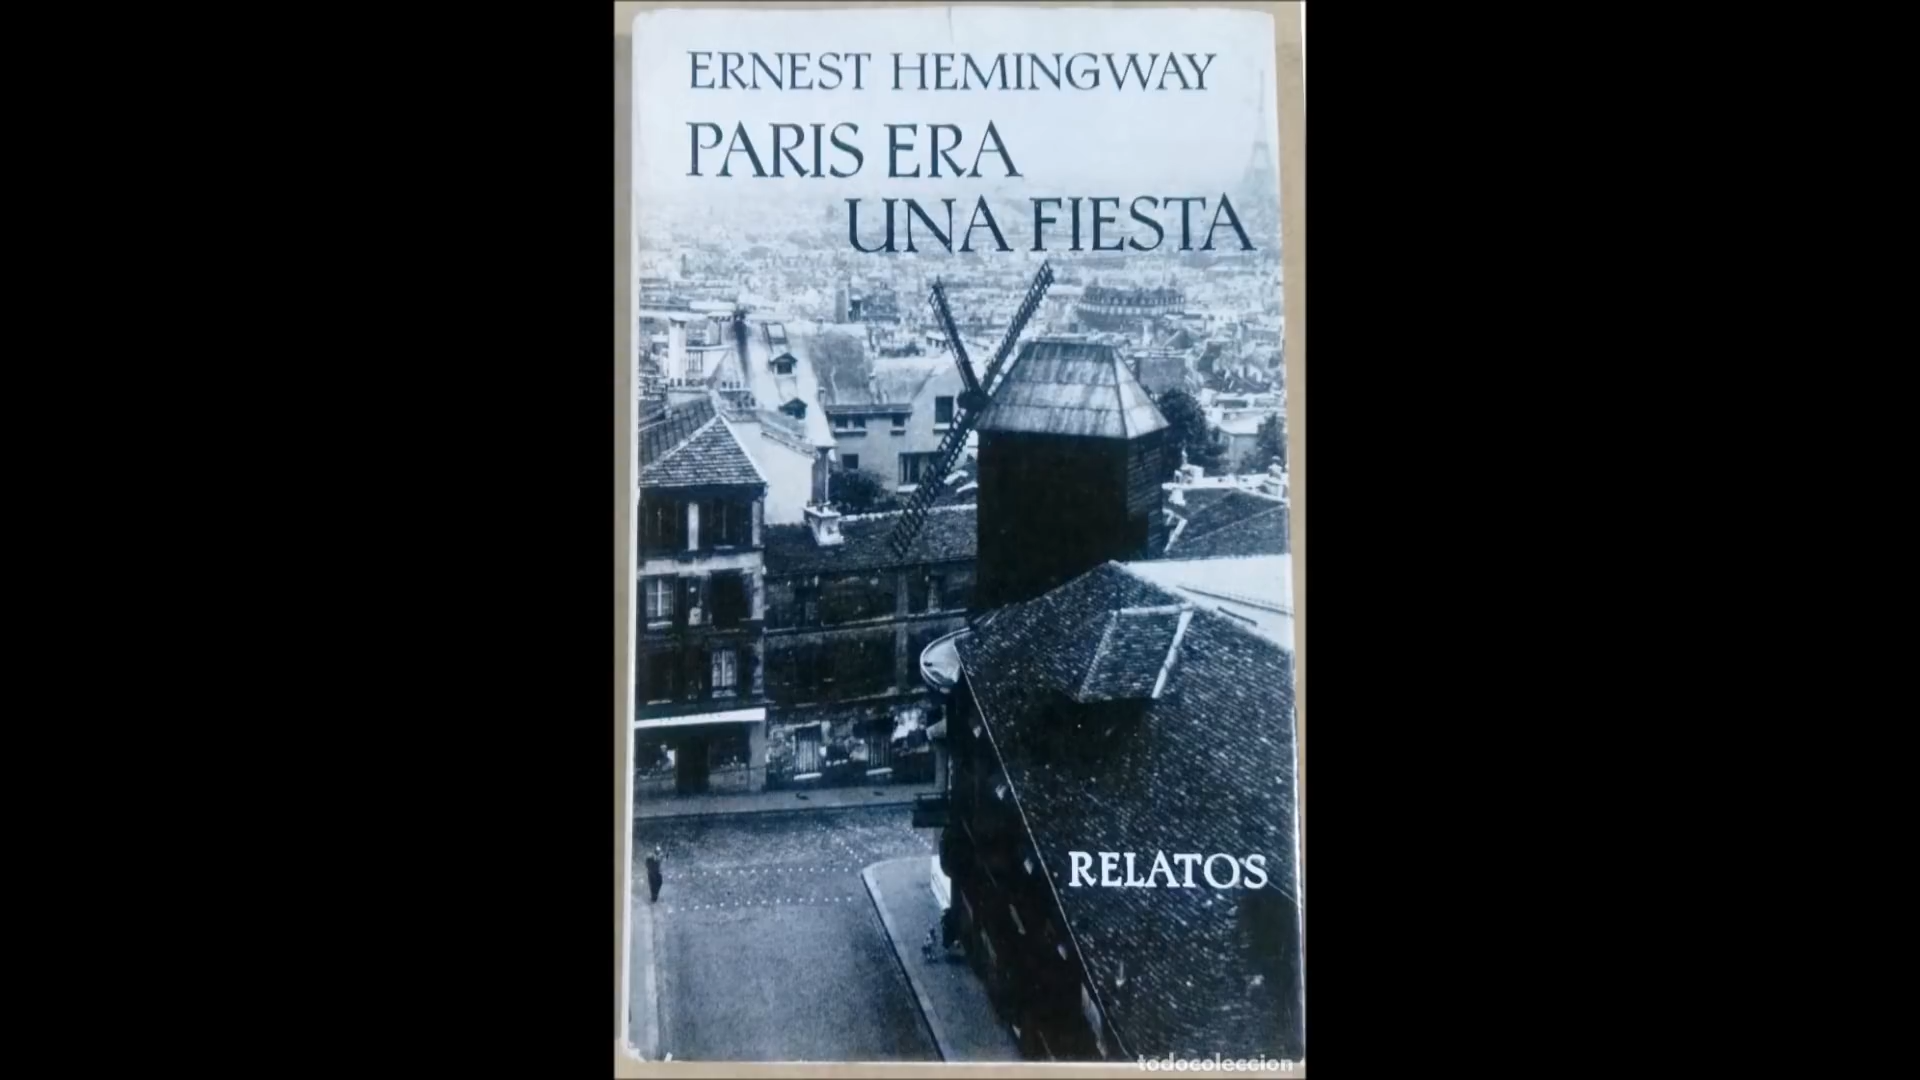 ERNEST HEMINGWAY
PARIS ERA
UNA FIESTA
RELATOS
todocoleccion